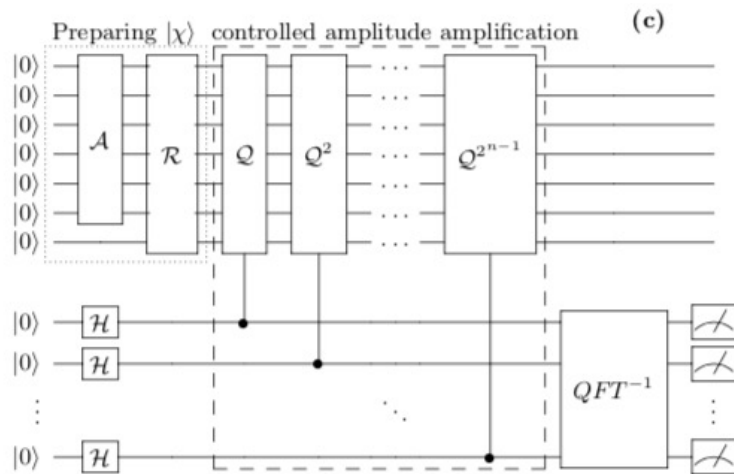 (c)
Preparing |χ⟩ controlled amplitude amplification
|0⟩ ...
|0⟩ ...
|0⟩ ...
|0⟩ 𝒜 ℛ 𝒬 𝒬² ... 𝒬^{2^{n−1}}
|0⟩ ...
|0⟩ ...
|0⟩ ...
|0⟩ ℋ
|0⟩ ℋ
⋮ ⋱ QFT⁻¹ ⋮
|0⟩ ℋ